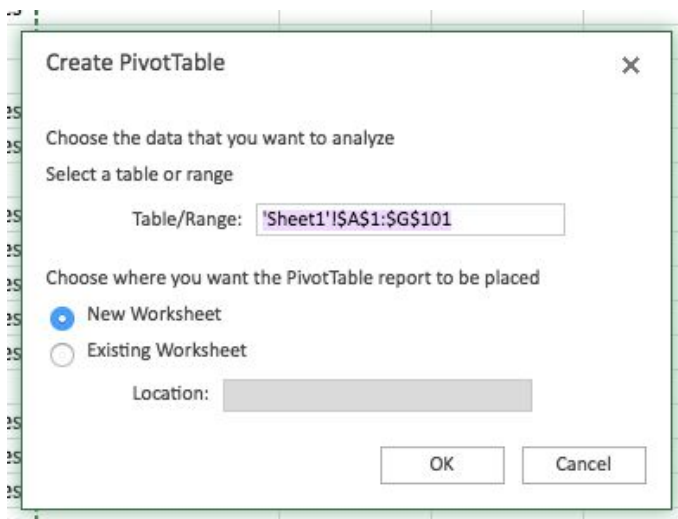 Create PivotTable
Choose the data that you want to analyze
Select a table or range
Table/Range: 'Sheet1'!$A$1:$G$101
Choose where you want the PivotTable report to be placed
New Worksheet
Existing Worksheet
Location:
OK Cancel